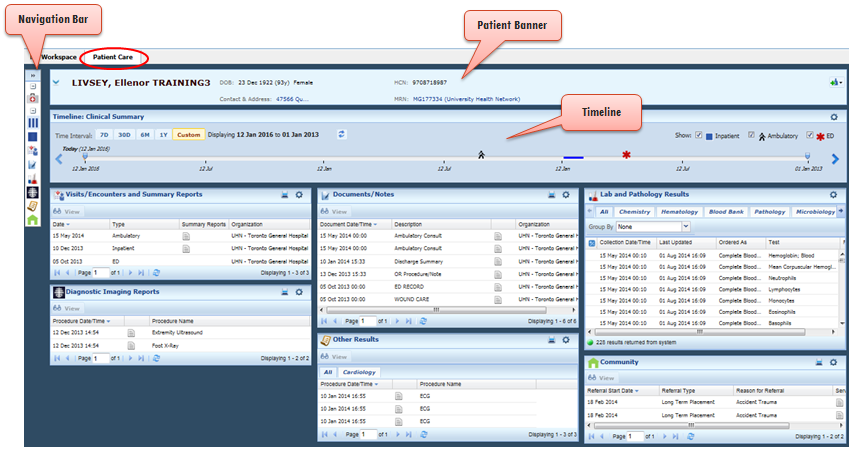 Navigation Bar
Patient Banner
Workspace Patient Care
LIVSEY, Ellenor TRAINING3 DOB: 23 Dec 1922 (93y) Female HCN: 9708718987
Contact & Address: 47566 Qu... MRN: MG177334 (University Health Network)
Timeline
Timeline: Clinical Summary
Time Interval: 7D 30D 6M 1Y Custom Displaying 12 Jan 2016 to 01 Jan 2013 Show: Inpatient Ambulatory ED
Today (12 Jan 2016)
12 Jan 2016 12 Jul 12 Jan 12 Jul 12 Jan 01 Jan 2013
Visits/Encounters and Summary Reports
View
Date Type Summary Reports Organization
15 May 2014 Ambulatory UHN - Toronto General Hospital
10 Dec 2013 Inpatient UHN - Toronto General Hospital
05 Oct 2013 ED UHN - Toronto General Hospital
Page 1 of 1 Displaying 1 - 3 of 3
Diagnostic Imaging Reports
View
Procedure Date/Time Procedure Name
12 Dec 2013 14:54 Extremity Ultrasound
12 Dec 2013 14:54 Foot X-Ray
Page 1 of 1 Displaying 1 - 2 of 2
Documents/Notes
View
Document Date/Time Description Organization
15 May 2014 00:00 Ambulatory Consult UHN - Toronto General H
15 May 2014 00:00 Ambulatory Consult UHN - Toronto General H
10 Jan 2014 15:33 Discharge Summary UHN - Toronto General H
13 Dec 2013 15:33 OR Procedure/Note UHN - Toronto General H
05 Oct 2013 00:00 ED RECORD UHN - Toronto General H
05 Oct 2013 00:00 WOUND CARE UHN - Toronto General H
Page 1 of 1 Displaying 1 - 6 of 6
Other Results
View
All Cardiology
Procedure Date/Time Procedure Name
10 Jan 2014 16:55 ECG
10 Jan 2014 16:55 ECG
10 Jan 2014 16:55 ECG
Page 1 of 1 Displaying 1 - 3 of 3
Lab and Pathology Results
All Chemistry Hematology Blood Bank Pathology Microbiology
Group By None
Collection Date/Time Last Updated Ordered As Test
15 May 2014 00:10 01 Aug 2014 16:09 Complete Blood... Hemoglobin; Blood
15 May 2014 00:10 01 Aug 2014 16:09 Complete Blood... Mean Corpuscular Hemogl...
15 May 2014 00:10 01 Aug 2014 16:09 Complete Blood... Neutrophils
15 May 2014 00:10 01 Aug 2014 16:09 Complete Blood... Lymphocytes
15 May 2014 00:10 01 Aug 2014 16:09 Complete Blood... Monocytes
15 May 2014 00:10 01 Aug 2014 16:09 Complete Blood... Eosinophils
15 May 2014 00:10 01 Aug 2014 16:09 Complete Blood... Basophils
228 results returned from system
Community
View
Referral Start Date Referral Type Reason for Referral Serv
18 Feb 2014 Long Term Placement Accident Trauma
18 Feb 2014 Long Term Placement Accident Trauma
Page 1 of 1 Displaying 1 - 2 of 2